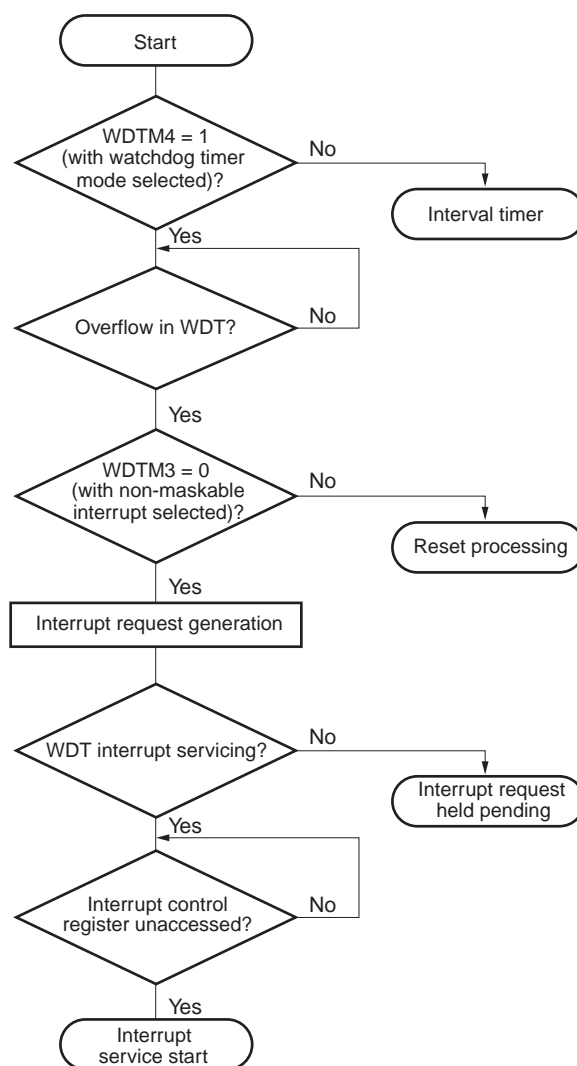 Start
WDTM4 = 1
(with watchdog timer
mode selected)?
No
Interval timer
Yes
Overflow in WDT?
No
Yes
WDTM3 = 0
(with non-maskable
interrupt selected)?
No
Reset processing
Yes
Interrupt request generation
WDT interrupt servicing?
No
Interrupt request
held pending
Yes
Interrupt control
register unaccessed?
No
Yes
Interrupt
service start